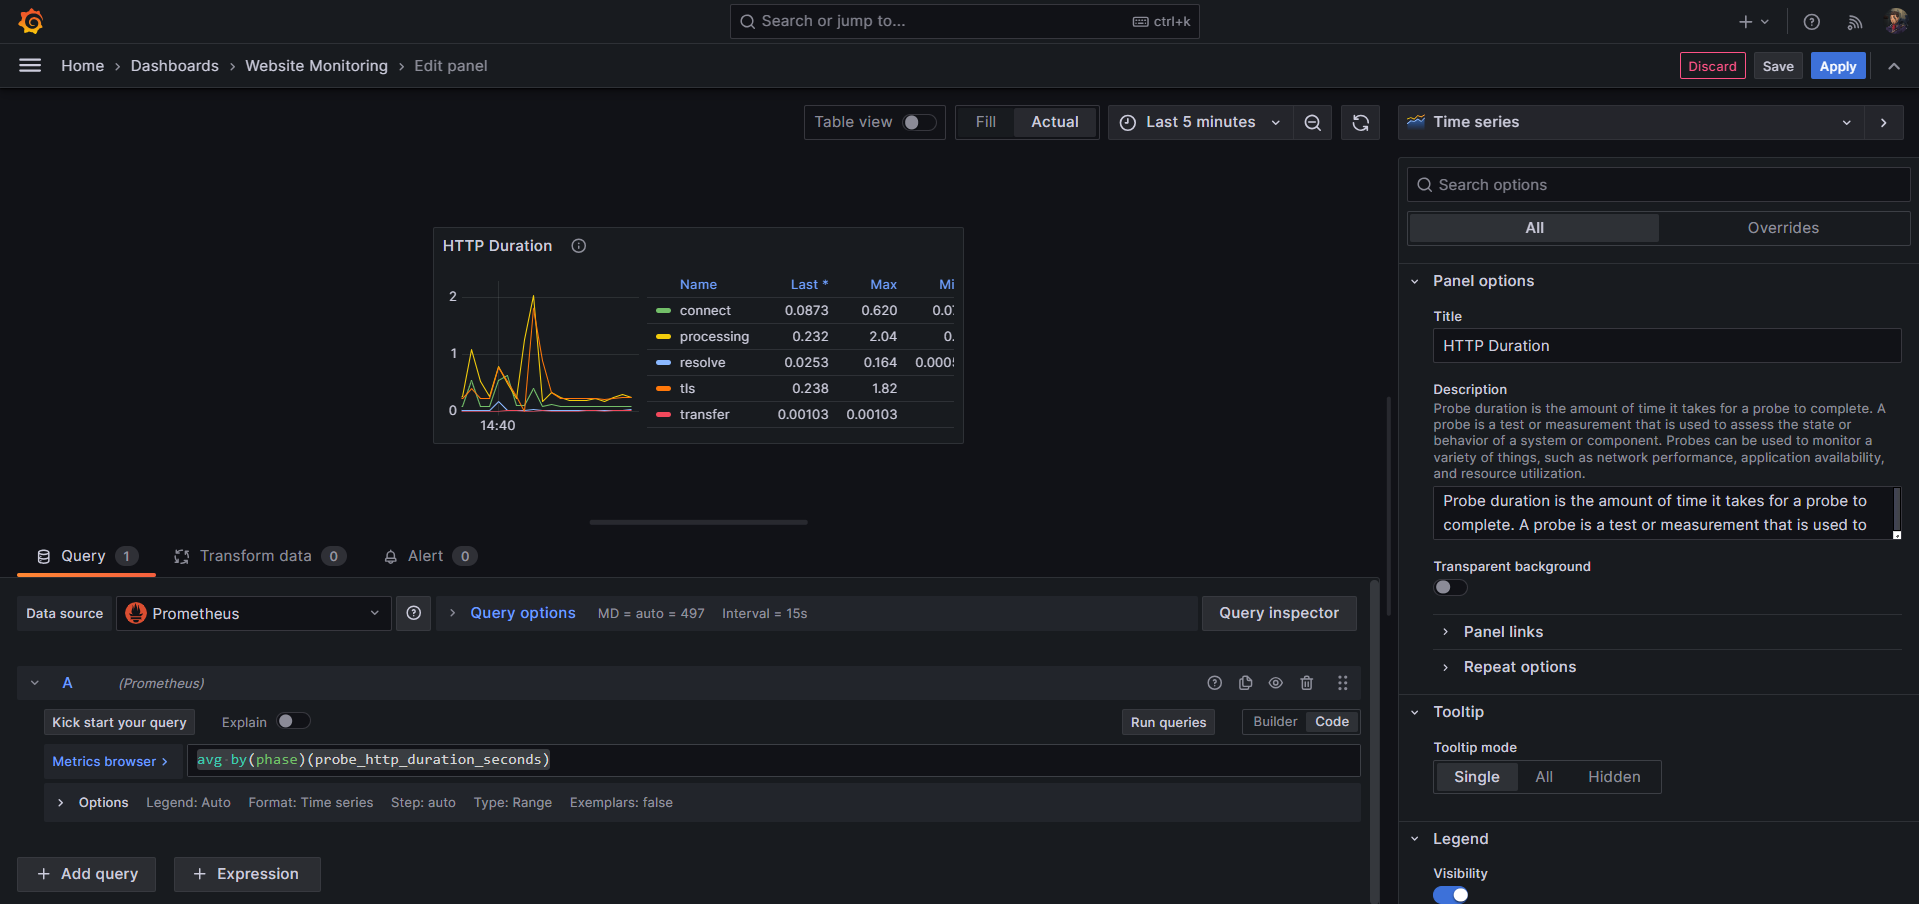 Search or jump to...
ctrl+k
Home › Dashboards › Website Monitoring › Edit panel
Discard
Save
Apply
Table view
Fill
Actual
Last 5 minutes
Time series
Search options
All
Overrides
HTTP Duration
Name Last * Max Mi
connect 0.0873 0.620 0.0
processing 0.232 2.04 0.
resolve 0.0253 0.164 0.000
tls 0.238 1.82
transfer 0.00103 0.00103
2
1
0
14:40
Panel options
Title
HTTP Duration
Description
Probe duration is the amount of time it takes for a probe to complete. A
probe is a test or measurement that is used to assess the state or
behavior of a system or component. Probes can be used to monitor a
variety of things, such as network performance, application availability,
and resource utilization.
Probe duration is the amount of time it takes for a probe to
complete. A probe is a test or measurement that is used to
Transparent background
Panel links
Repeat options
Tooltip
Tooltip mode
Single
All
Hidden
Legend
Visibility
Query 1
Transform data 0
Alert 0
Data source
Prometheus
Query options
MD = auto = 497
Interval = 15s
Query inspector
A
(Prometheus)
Kick start your query
Explain
Run queries
Builder
Code
Metrics browser >
avg by(phase)(probe_http_duration_seconds)
Options
Legend: Auto
Format: Time series
Step: auto
Type: Range
Exemplars: false
+ Add query
+ Expression